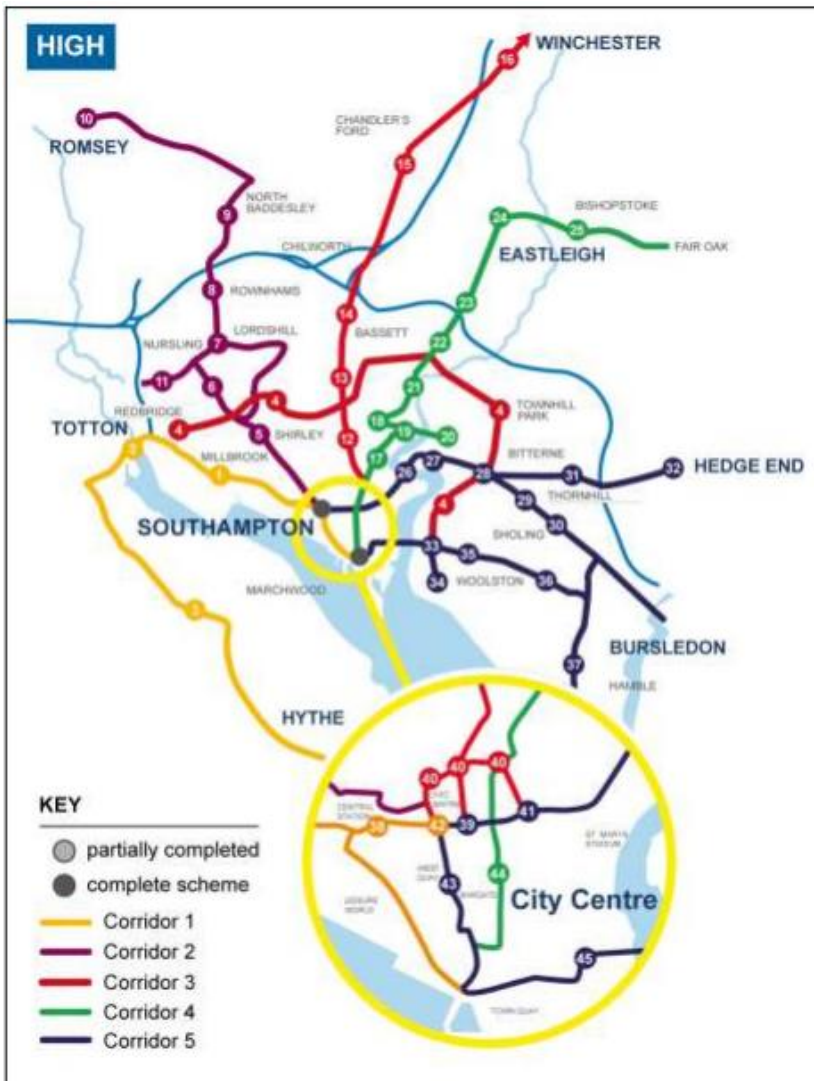 HIGH
WINCHESTER
16
10
ROMSEY
CHANDLER'S
FORD
15
NORTH
BADDESLEY
9
24
BISHOPSTOKE
25
EASTLEIGH
FAIR OAK
CHILWORTH
8
ROWNHAMS
23
14
BASSETT
22
LORDSHILL
NURSLING
7
13
21
11
6
REDBRIDGE
4
4
TOWNHILL
PARK
18
19
20
TOTTON
4
5
SHIRLEY
12
BITTERNE
MILLBROOK
17
26
27
28
31
32
HEDGE END
THORNHILL
29
SOUTHAMPTON
4
30
SHOLING
33
35
MARCHWOOD
34
WOOLSTON
36
BURSLEDON
37
HAMBLE
HYTHE
KEY
partially completed
complete scheme
Corridor 1
Corridor 2
Corridor 3
Corridor 4
Corridor 5
40
40
40
CENTRAL
STATION
38
42
39
41
ST MARYS
STADIUM
WEST
QUAY
43
44
City Centre
LEISURE
WORLD
45
TOWN QUAY